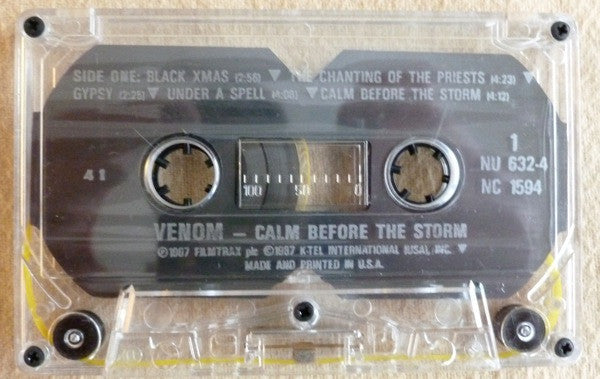 SIDE ONE: BLACK XMAS (2:56) ▼ THE CHANTING OF THE PRIESTS (4:23) ▼
GYPSY (2:25) ▼ UNDER A SPELL (4:08) ▼ CALM BEFORE THE STORM (4:12)
1
41
NU 632-4
NC 1594
100 50 0
VENOM – CALM BEFORE THE STORM
℗1987 FILMTRAX plc ©1987 K-TEL INTERNATIONAL (USA), INC. ▼
MADE AND PRINTED IN U.S.A.